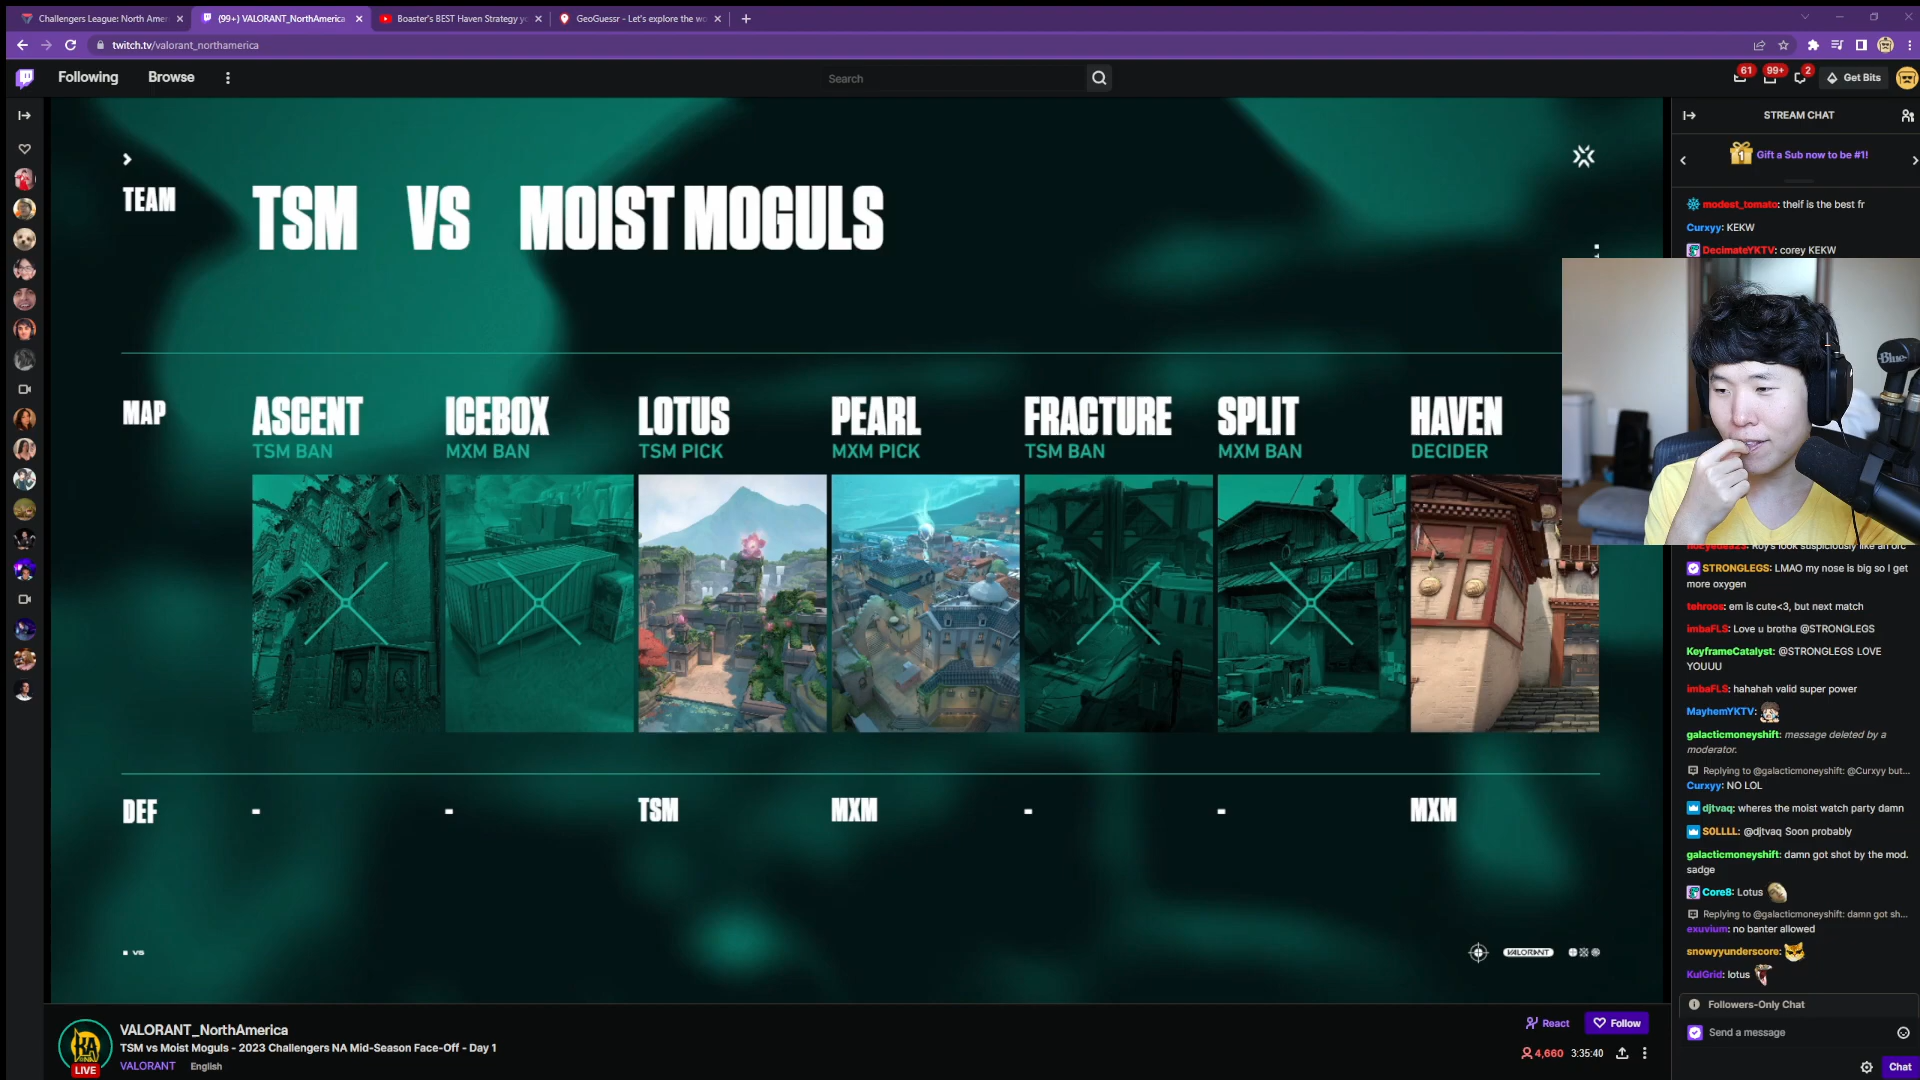 Challengers League: North Amer
(99+) VALORANT_NorthAmerica
Boaster's BEST Haven Strategy yo
GeoGuessr - Let's explore the wo
twitch.tv/valorant_northamerica
Following
Browse
Search
61
99+
2
Get Bits
STREAM CHAT
1
Gift a Sub now to be #1!
TEAM
TSM VS MOIST MOGULS
MAP
ASCENT
TSM BAN
ICEBOX
MXM BAN
LOTUS
TSM PICK
PEARL
MXM PICK
FRACTURE
TSM BAN
SPLIT
MXM BAN
HAVEN
DECIDER
DEF - - TSM MXM - - MXM
VS
VALORANT
Blue
modest_tomato: theif is the best fr
Curxyy: KEKW
DecimateYKTV: corey KEKW
STRONGLEGS: LMAO my nose is big so I get
more oxygen
tehroos: em is cute<3, but next match
imbaFLS: Love u brotha @STRONGLEGS
KeyframeCatalyst: @STRONGLEGS LOVE
YOUUU
imbaFLS: hahahah valid super power
MayhemYKTV:
galacticmoneyshift: message deleted by a
moderator.
Replying to @galacticmoneyshift: @Curxyy but...
Curxyy: NO LOL
djtvaq: wheres the moist watch party damn
S0LLLL: @djtvaq Soon probably
galacticmoneyshift: damn got shot by the mod.
sadge
Core8: Lotus
Replying to @galacticmoneyshift: damn got sh...
exuvium: no banter allowed
snowyyunderscore:
KulGrid: lotus
Followers-Only Chat
Send a message
Chat
LIVE
VALORANT_NorthAmerica
TSM vs Moist Moguls - 2023 Challengers NA Mid-Season Face-Off - Day 1
VALORANT
English
React
Follow
4,660
3:35:40